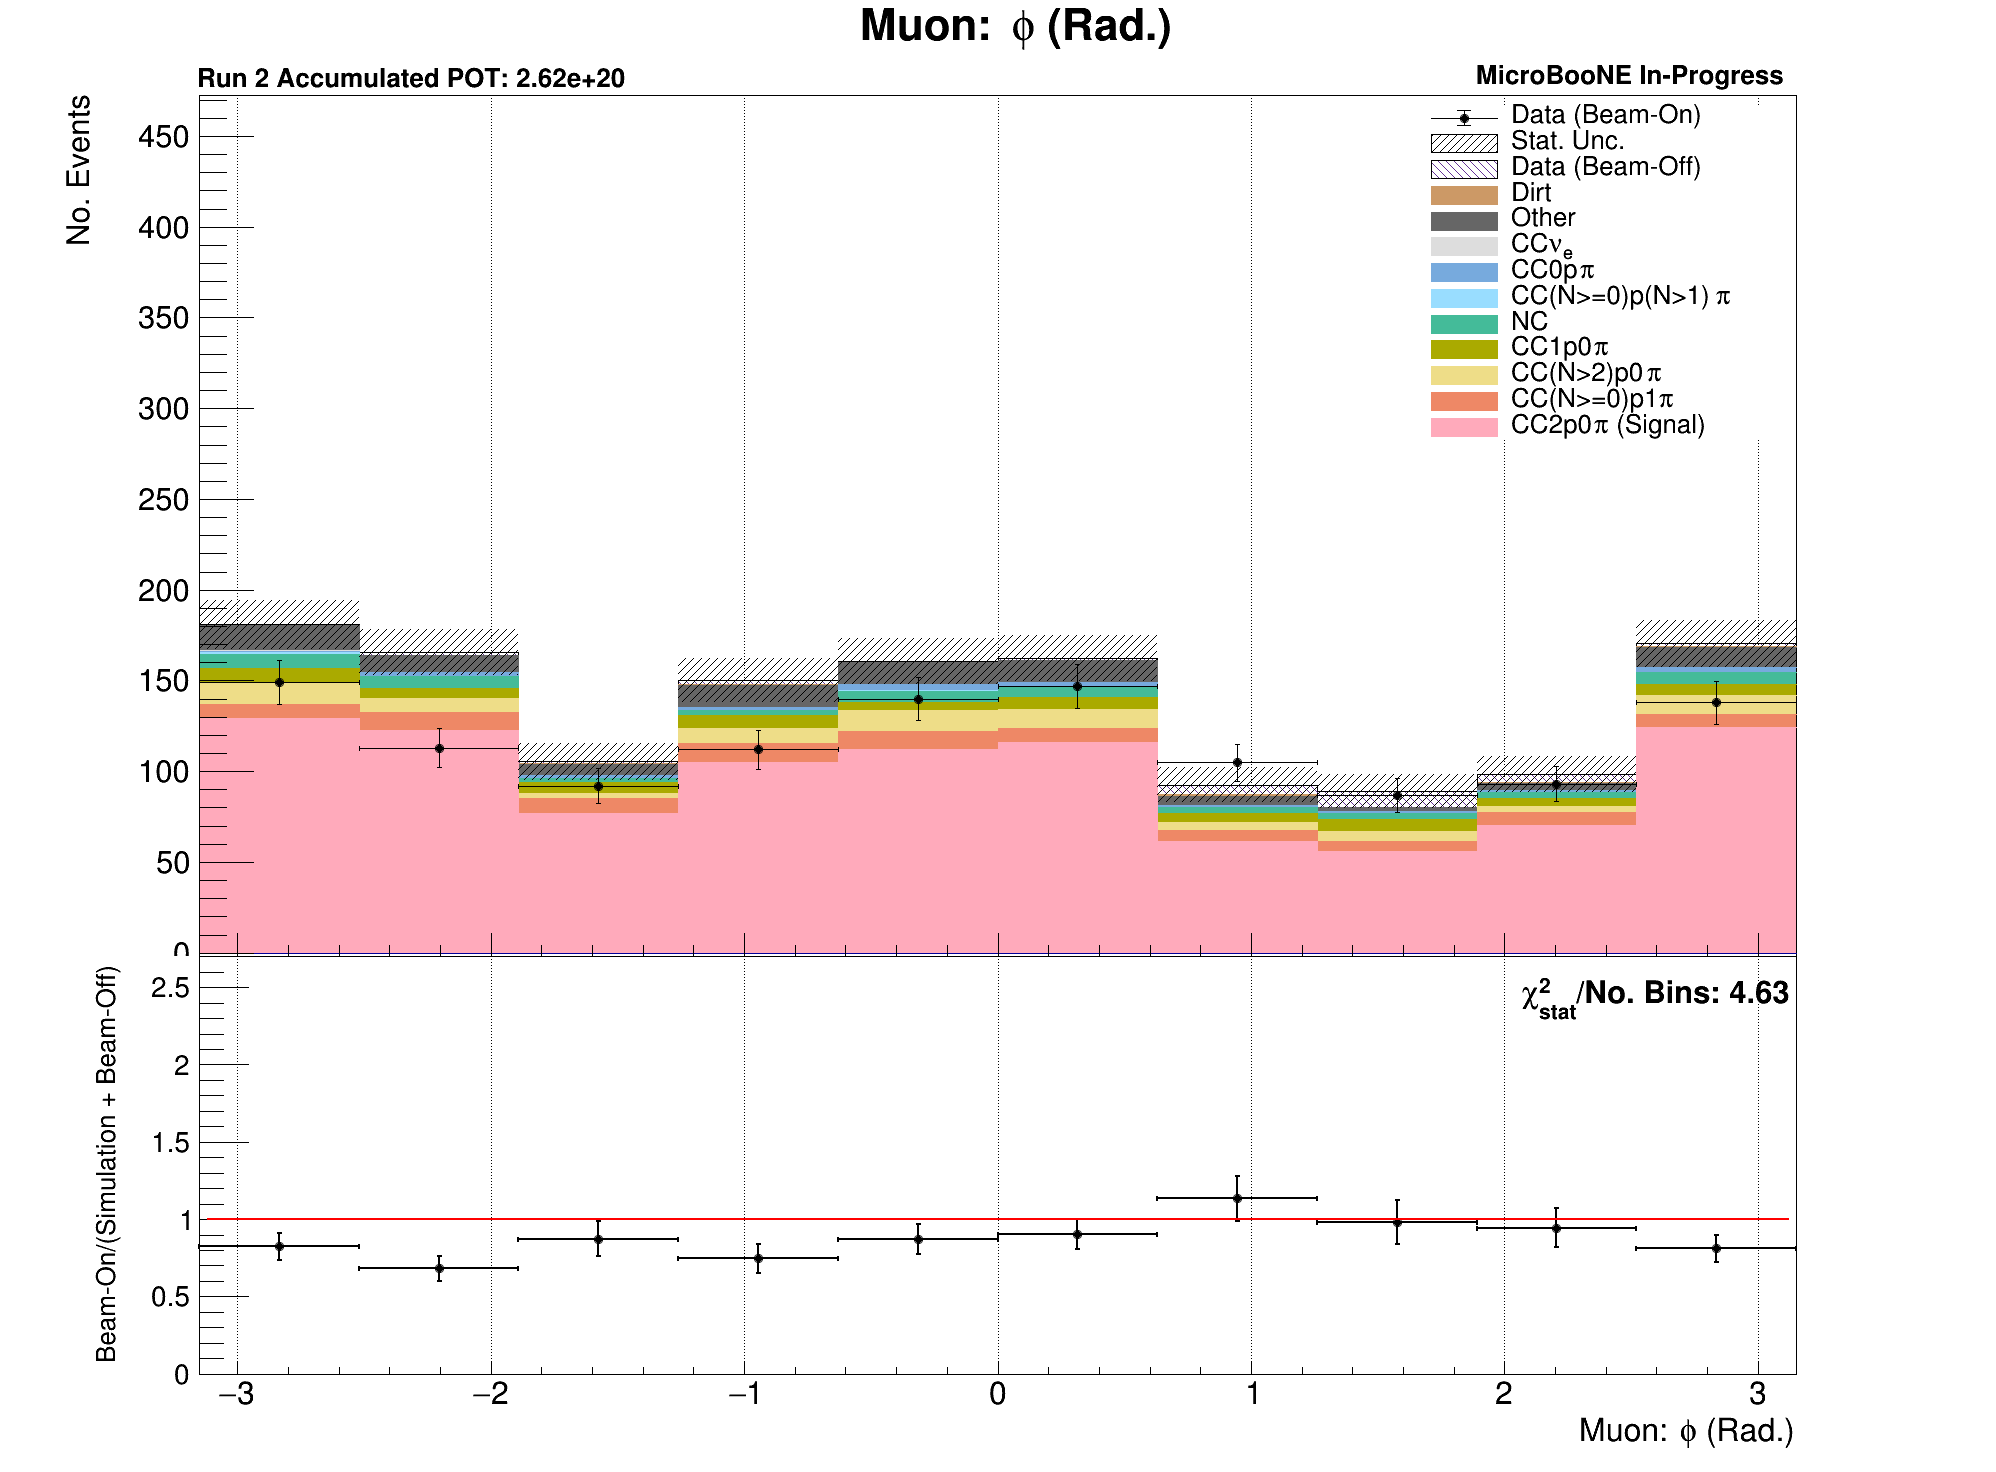 Muon: ϕ (Rad.)
Run 2 Accumulated POT: 2.62e+20
MicroBooNE In-Progress
No. Events
450
400
350
300
250
200
150
100
50
0
Data (Beam-On)
Stat. Unc.
Data (Beam-Off)
Dirt
Other
CCνe
CC0pπ
CC(N>=0)p(N>1) π
NC
CC1p0π
CC(N>2)p0π
CC(N>=0)p1π
CC2p0π (Signal)
Beam-On/(Simulation + Beam-Off)
χ²stat/No. Bins: 4.63
2.5
2
1.5
1
0.5
0
−3 −2 −1 0 1 2 3
Muon: ϕ (Rad.)